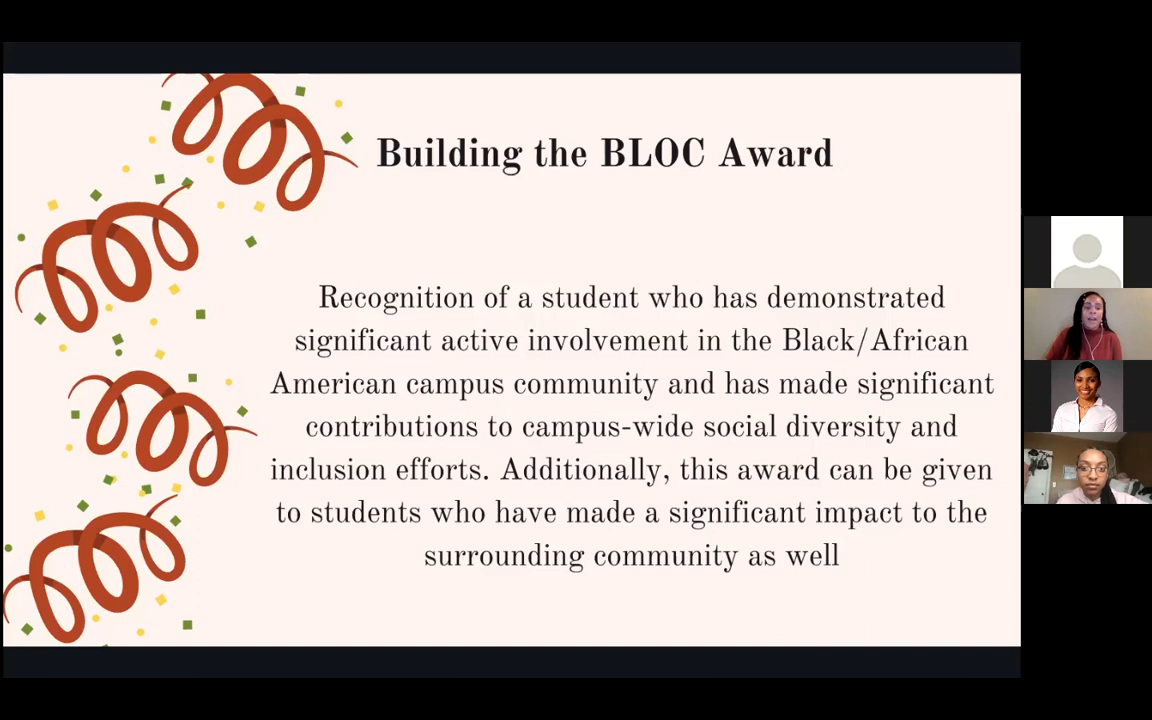 Building the BLOC Award
Recognition of a student who has demonstrated
significant active involvement in the Black/African
American campus community and has made significant
contributions to campus-wide social diversity and
inclusion efforts. Additionally, this award can be given
to students who have made a significant impact to the
surrounding community as well